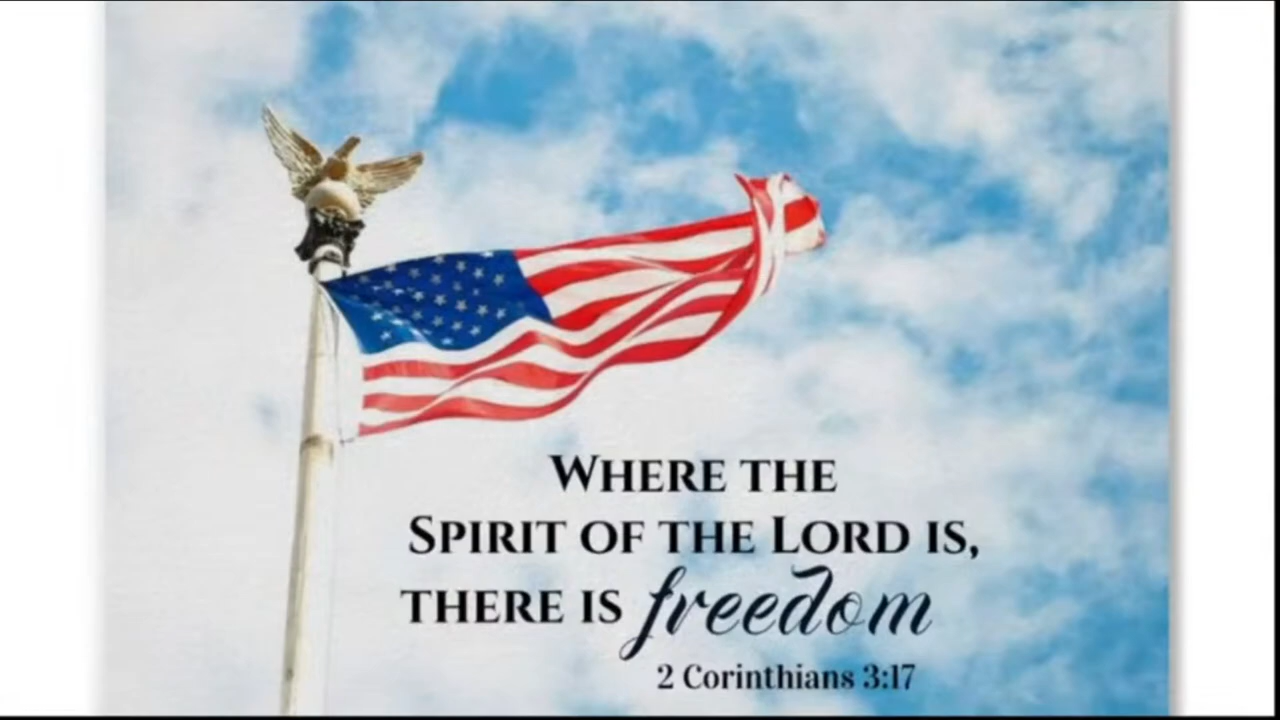 WHERE THE
SPIRIT OF THE LORD IS,
THERE IS freedom
2 Corinthians 3:17